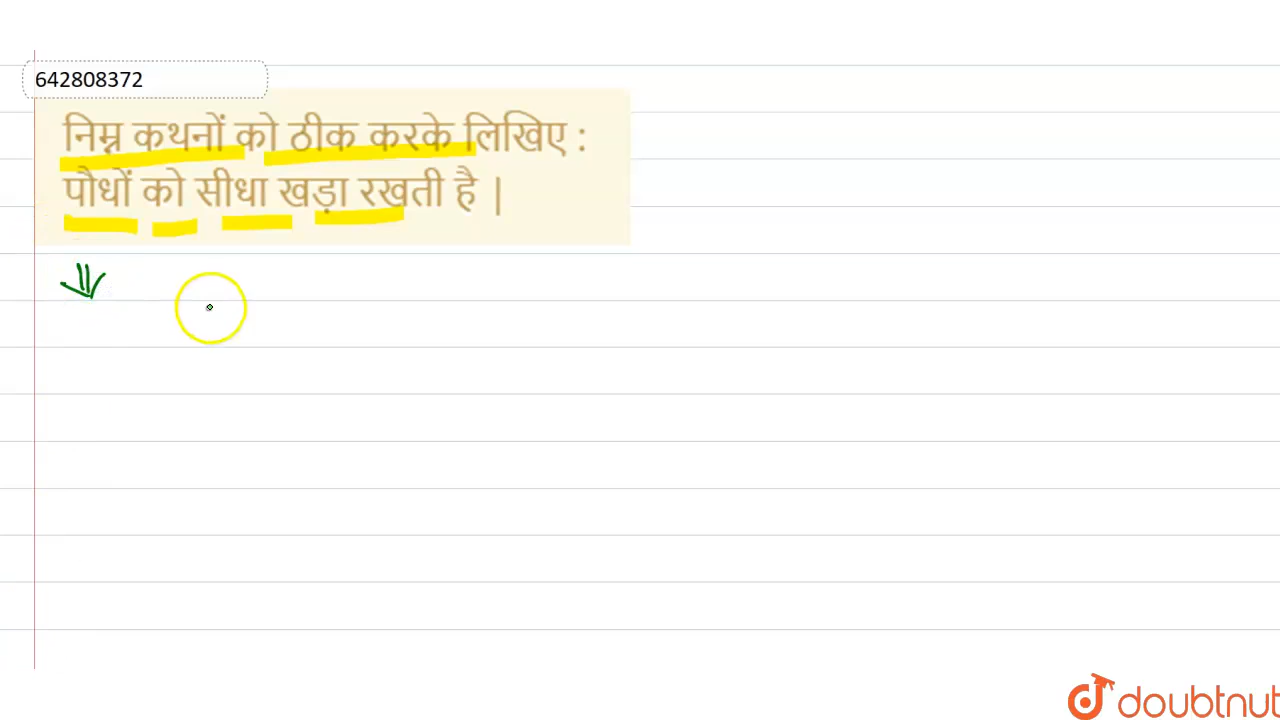 642808372
निम्न कथनों को ठीक करके लिखिए :
पौधों को सीधा खड़ा रखती है |
doubtnut